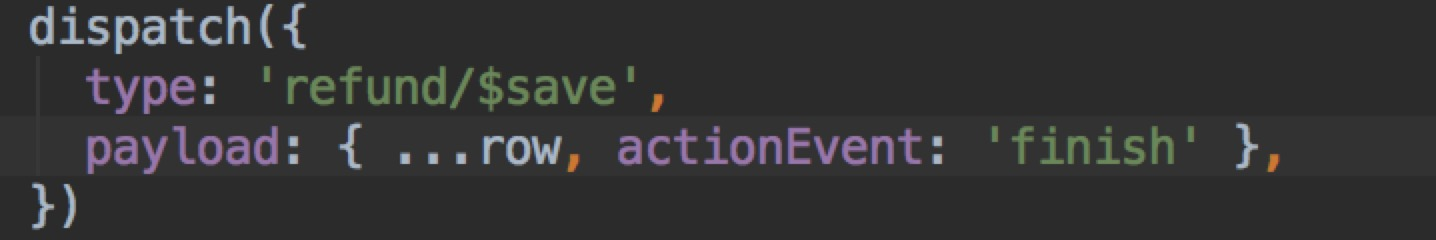 dispatch({
  type: 'refund/$save',
  payload: { ...row, actionEvent: 'finish' },
})